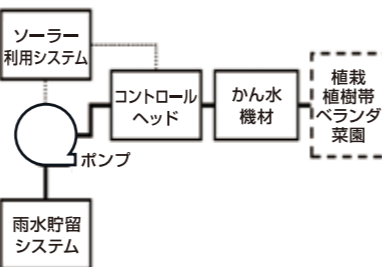 ソーラー
利用システム
コントロール
ヘッド
かん水
機材
植栽
植樹帯
ベランダ
菜園
ポンプ
雨水貯留
システム